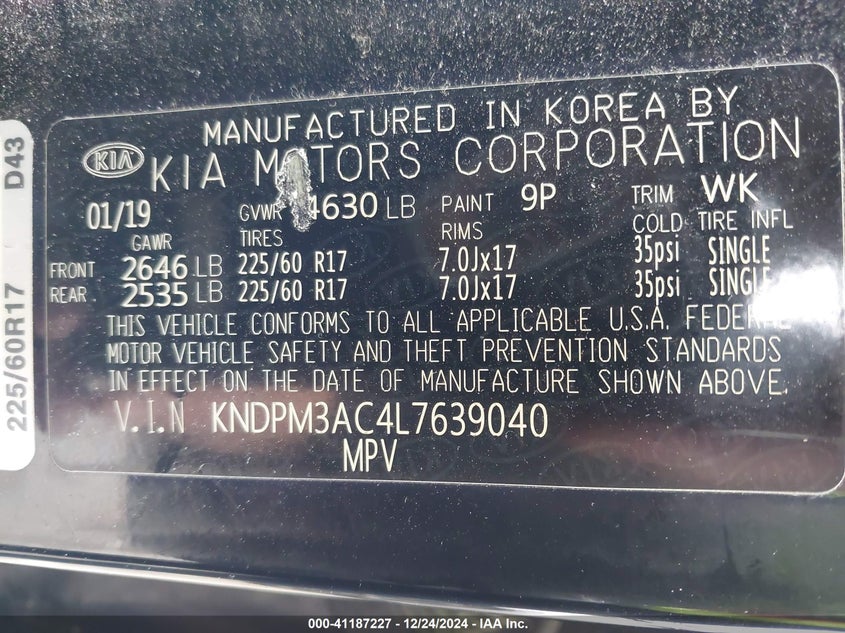 MANUFACTURED IN KOREA BY
KIA KIA MOTORS CORPORATION
01/19 GVWR 4630 LB PAINT 9P TRIM WK
GAWR TIRES RIMS COLD TIRE INFL
FRONT 2646 LB 225/60 R17 7.0Jx17 35psi SINGLE
REAR 2535 LB 225/60 R17 7.0Jx17 35psi SINGLE
THIS VEHICLE CONFORMS TO ALL APPLICABLE U.S.A. FEDERAL
MOTOR VEHICLE SAFETY AND THEFT PREVENTION STANDARDS
IN EFFECT ON THE DATE OF MANUFACTURE SHOWN ABOVE.
V.I.N KNDPM3AC4L7639040
MPV
225/60R17 D43
000-41187227 - 12/24/2024 - IAA Inc.